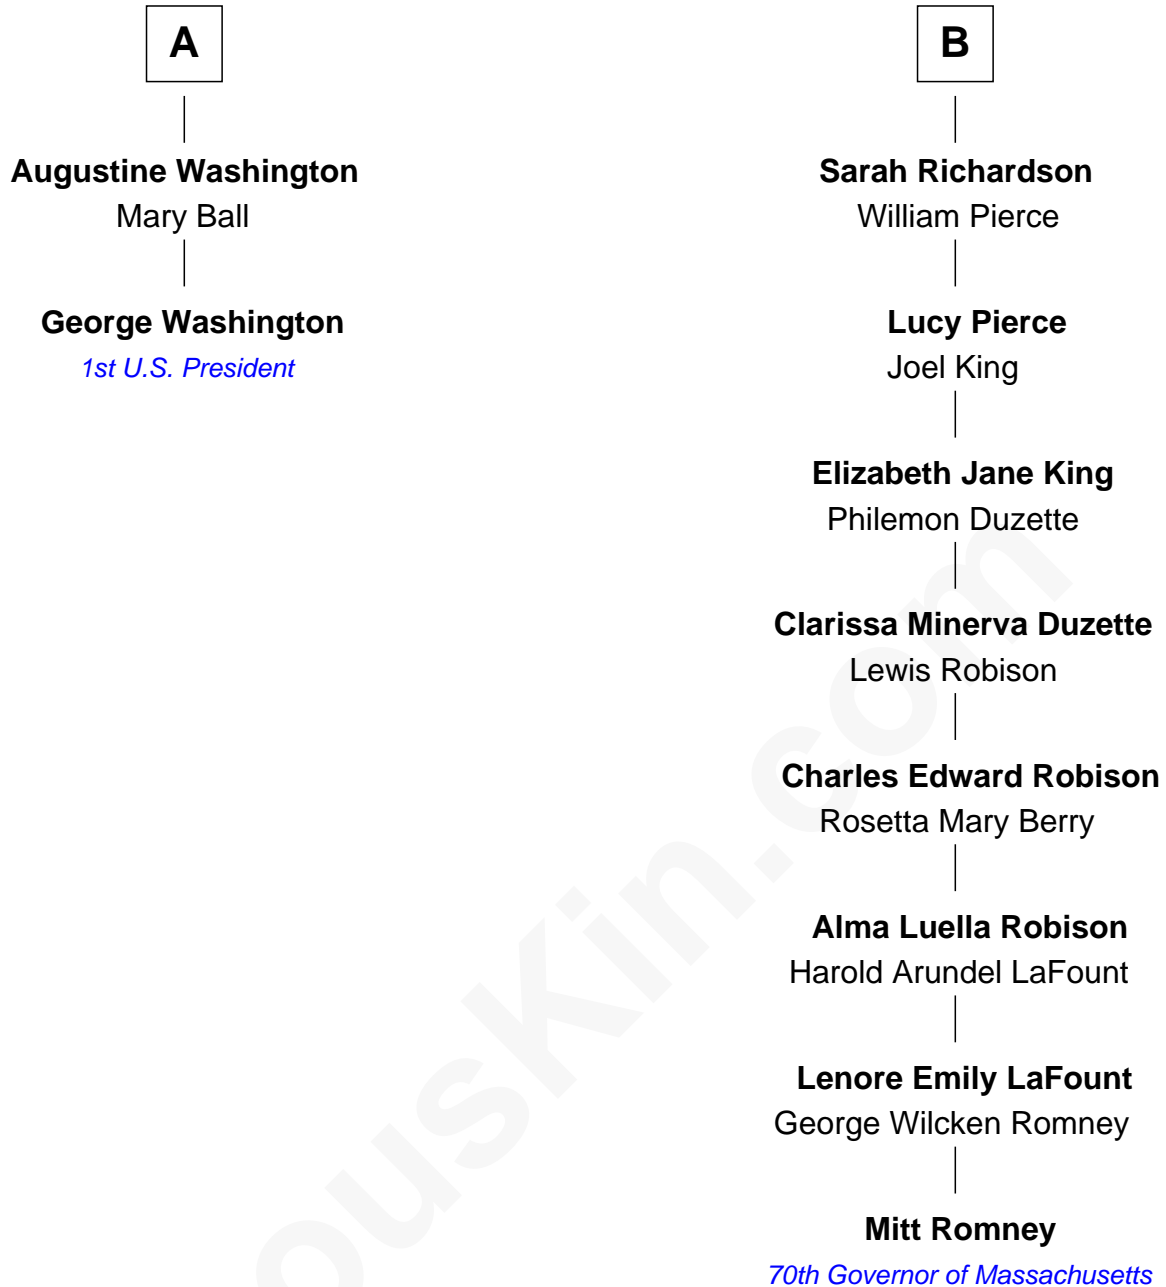 A
Augustine Washington
Mary Ball
George Washington
1st U.S. President
B
Sarah Richardson
William Pierce
Lucy Pierce
Joel King
Elizabeth Jane King
Philemon Duzette
Clarissa Minerva Duzette
Lewis Robison
Charles Edward Robison
Rosetta Mary Berry
Alma Luella Robison
Harold Arundel LaFount
Lenore Emily LaFount
George Wilcken Romney
Mitt Romney
70th Governor of Massachusetts
ousKin.com